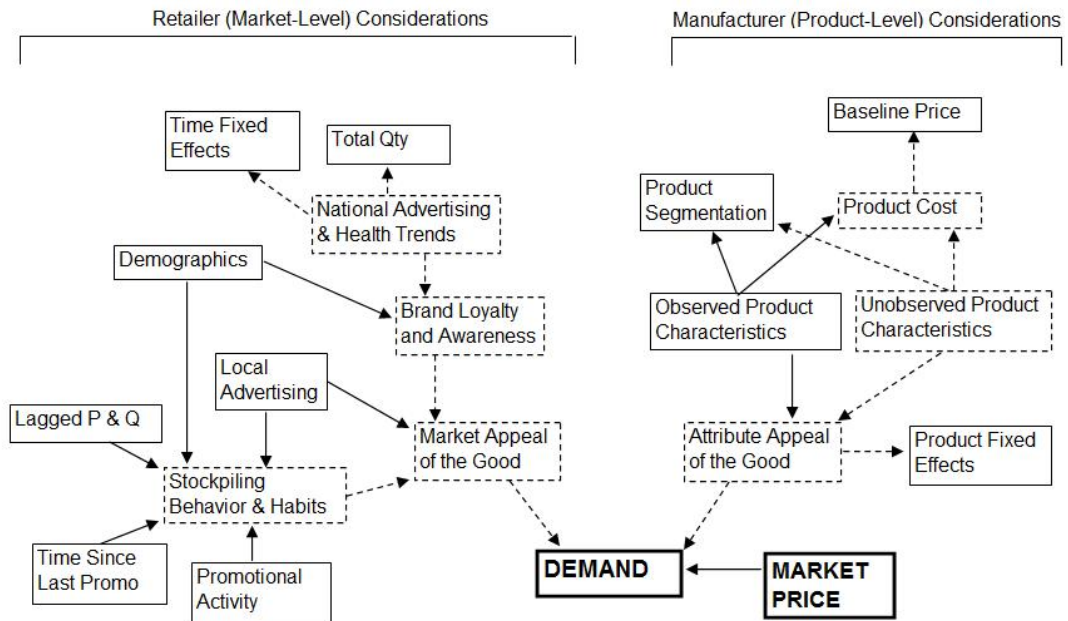 Retailer (Market-Level) Considerations
Manufacturer (Product-Level) Considerations
Time Fixed
Effects
Total Qty
Baseline Price
National Advertising
& Health Trends
Product
Segmentation
Product Cost
Demographics
Brand Loyalty
and Awareness
Observed Product
Characteristics
Unobserved Product
Characteristics
Local
Advertising
Lagged P & Q
Market Appeal
of the Good
Attribute Appeal
of the Good
Product Fixed
Effects
Stockpiling
Behavior & Habits
Time Since
Last Promo
Promotional
Activity
DEMAND
MARKET
PRICE